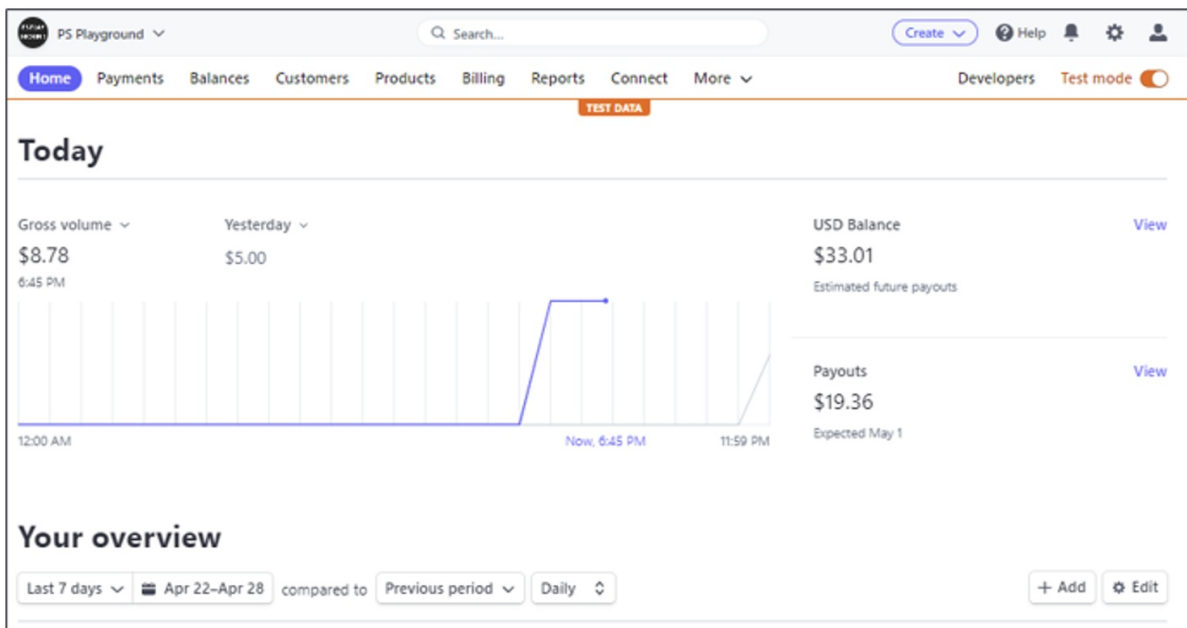 PS Playground
Search...
Create
Help
Home
Payments
Balances
Customers
Products
Billing
Reports
Connect
More
Developers
Test mode
TEST DATA
Today
Gross volume
Yesterday
$8.78
$5.00
6:45 PM
12:00 AM
Now, 6:45 PM
11:59 PM
USD Balance
View
$33.01
Estimated future payouts
Payouts
View
$19.36
Expected May 1
Your overview
Last 7 days
Apr 22–Apr 28
compared to
Previous period
Daily
+ Add
Edit